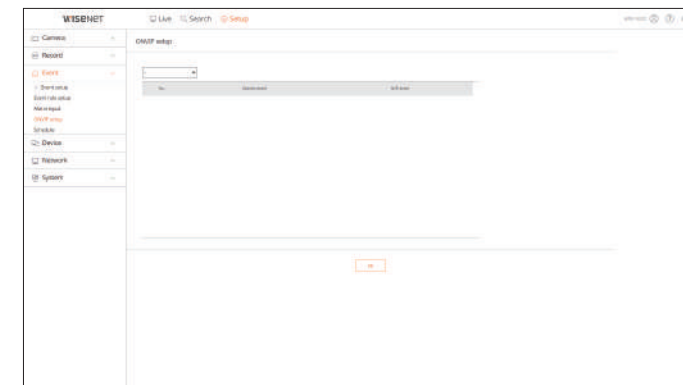 WISENET
Live Search Setup
Camera
Record
Event
Event setup
Event rule setup
Alarm input
ONVIF setup
Schedule
Device
Network
System
ONVIF setup
No.
OK